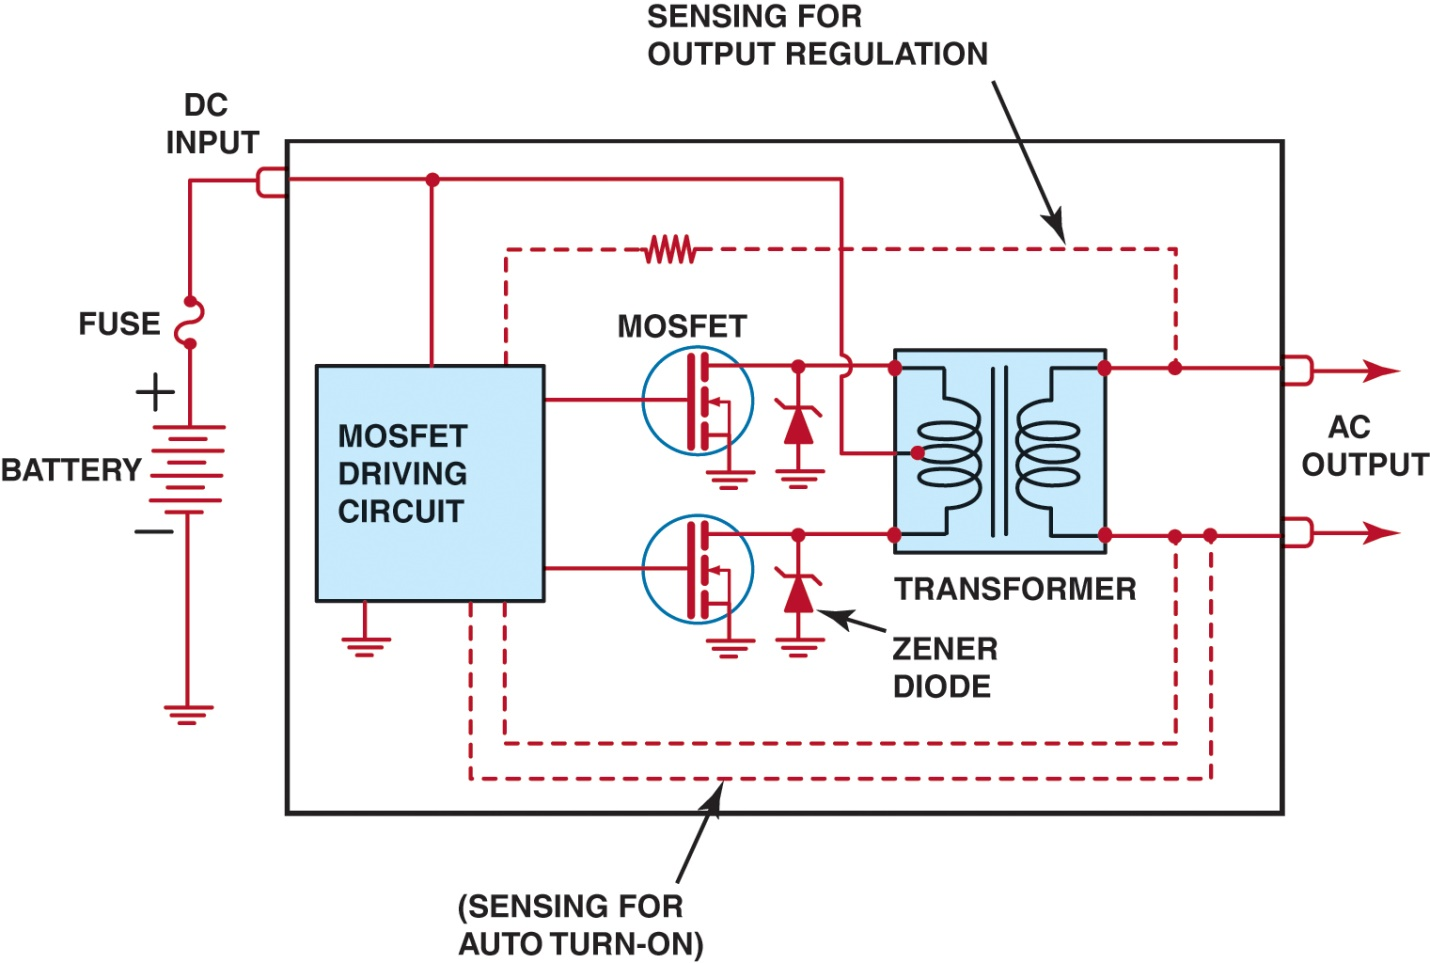 SENSING FOR
OUTPUT REGULATION
DC
INPUT
FUSE
MOSFET
+
BATTERY
—
MOSFET
DRIVING
CIRCUIT
AC
OUTPUT
TRANSFORMER
ZENER
DIODE
(SENSING FOR
AUTO TURN-ON)